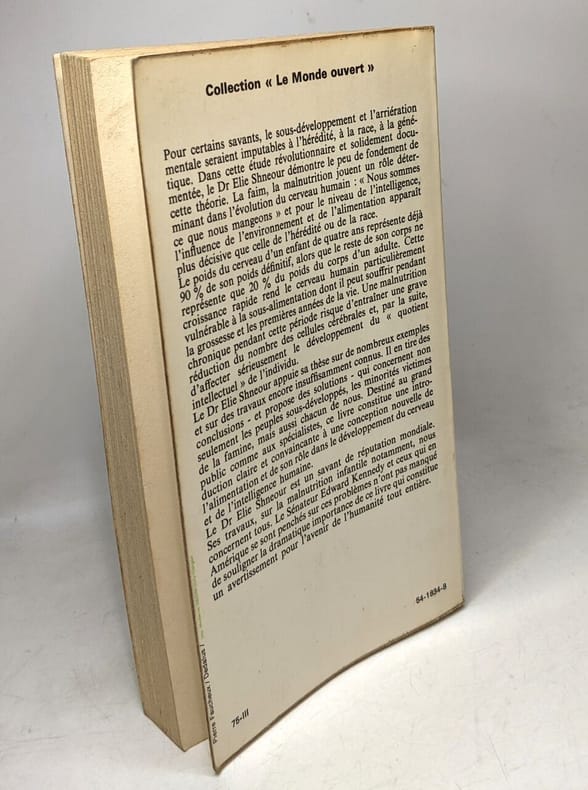 Collection « Le Monde ouvert »
Pour certains savants, le sous-développement et l'arriération
mentale seraient imputables à l'hérédité, à la race, à la géné-
tique. Dans cette étude révolutionnaire et solidement docu-
mentée, le Dr Elie Shneour démontre le peu de fondement de
cette théorie. La faim, la malnutrition jouent un rôle déter-
minant dans l'évolution du cerveau humain : « Nous sommes
ce que nous mangeons » et pour le niveau de l'intelligence,
l'influence de l'environnement et de l'alimentation apparaît
plus décisive que celle de l'hérédité ou de la race.
Le poids du cerveau d'un enfant de quatre ans représente déjà
90 % de son poids définitif, alors que le reste de son corps ne
représente que 20 % du poids du corps d'un adulte. Cette
croissance rapide rend le cerveau humain particulièrement
vulnérable à la sous-alimentation dont il peut souffrir pendant
la grossesse et les premières années de la vie. Une malnutrition
chronique pendant cette période risque d'entraîner une grave
réduction du nombre des cellules cérébrales et, par la suite,
d'affecter sérieusement le développement du « quotient
intellectuel » de l'individu.
Le Dr Elie Shneour appuie sa thèse sur de nombreux exemples
et sur des travaux encore insuffisamment connus. Il en tire des
conclusions - et propose des solutions - qui concernent non
seulement les peuples sous-développés, les minorités victimes
de la famine, mais aussi chacun de nous. Destiné au grand
public comme aux spécialistes, ce livre constitue une intro-
duction claire et convaincante à une conception nouvelle de
l'alimentation et de son rôle dans le développement du cerveau
et de l'intelligence humaine.
Le Dr Elie Shneour est un savant de réputation mondiale.
Ses travaux, sur la malnutrition infantile notamment, nous
concernent tous. Le Sénateur Edward Kennedy et ceux qui en
Amérique se sont penchés sur ces problèmes n'ont pas manqué
de souligner la dramatique importance de ce livre qui constitue
un avertissement pour l'avenir de l'humanité tout entière.
64-1894-8
75-III
Pierre Faucheux / Dedalus /